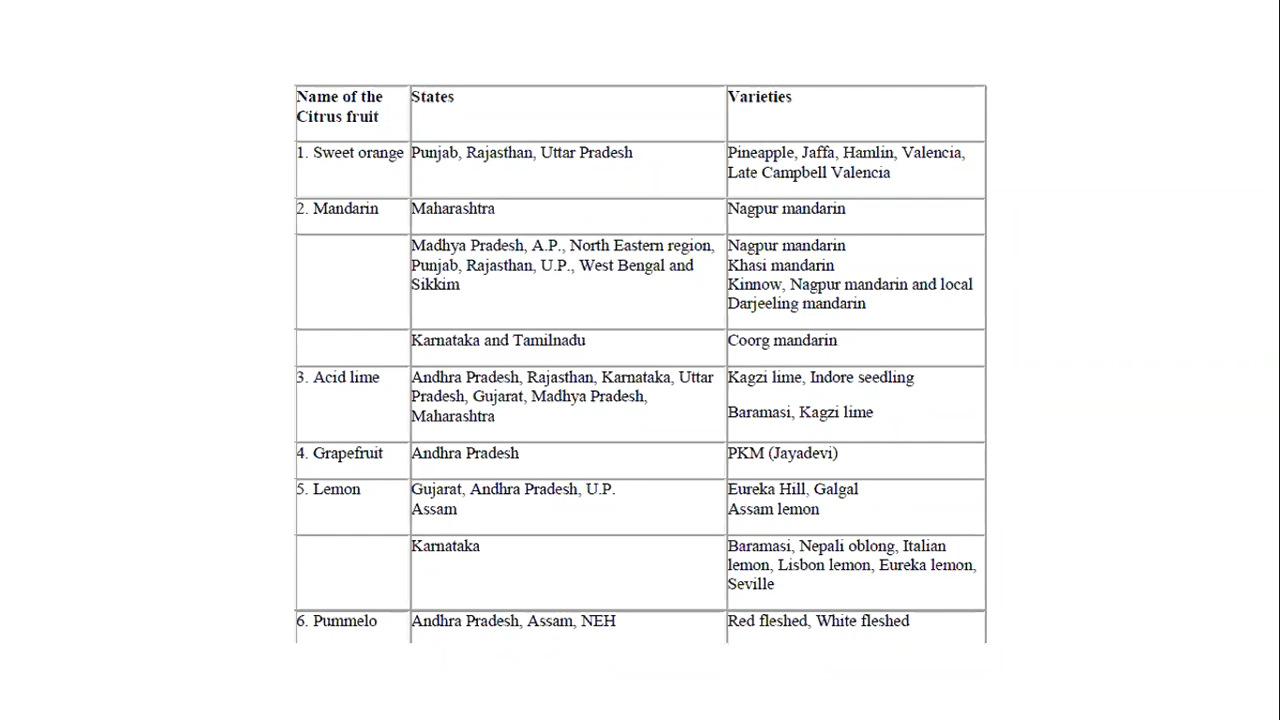 Name of the Citrus fruit
States
Varieties
1. Sweet orange
Punjab, Rajasthan, Uttar Pradesh
Pineapple, Jaffa, Hamlin, Valencia,
Late Campbell Valencia
2. Mandarin
Maharashtra
Nagpur mandarin
Madhya Pradesh, A.P., North Eastern region,
Punjab, Rajasthan, U.P., West Bengal and
Sikkim
Nagpur mandarin
Khasi mandarin
Kinnow, Nagpur mandarin and local
Darjeeling mandarin
Karnataka and Tamilnadu
Coorg mandarin
3. Acid lime
Andhra Pradesh, Rajasthan, Karnataka, Uttar
Pradesh, Gujarat, Madhya Pradesh,
Maharashtra
Kagzi lime, Indore seedling
Baramasi, Kagzi lime
4. Grapefruit
Andhra Pradesh
PKM (Jayadevi)
5. Lemon
Gujarat, Andhra Pradesh, U.P.
Assam
Eureka Hill, Galgal
Assam lemon
Karnataka
Baramasi, Nepali oblong, Italian
lemon, Lisbon lemon, Eureka lemon,
Seville
6. Pummelo
Andhra Pradesh, Assam, NEH
Red fleshed, White fleshed